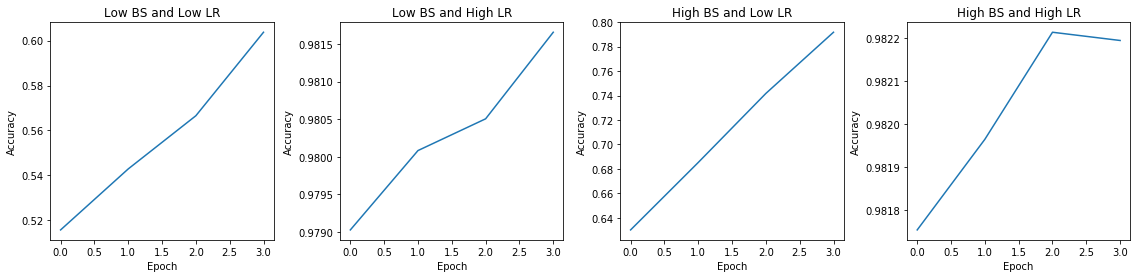 Low BS and Low LR
Accuracy
0.60
0.58
0.56
0.54
0.52
0.0 0.5 1.0 1.5 2.0 2.5 3.0
Epoch
Low BS and High LR
Accuracy
0.9815
0.9810
0.9805
0.9800
0.9795
0.9790
0.0 0.5 1.0 1.5 2.0 2.5 3.0
Epoch
High BS and Low LR
Accuracy
0.80
0.78
0.76
0.74
0.72
0.70
0.68
0.66
0.64
0.0 0.5 1.0 1.5 2.0 2.5 3.0
Epoch
High BS and High LR
Accuracy
0.9822
0.9821
0.9820
0.9819
0.9818
0.0 0.5 1.0 1.5 2.0 2.5 3.0
Epoch